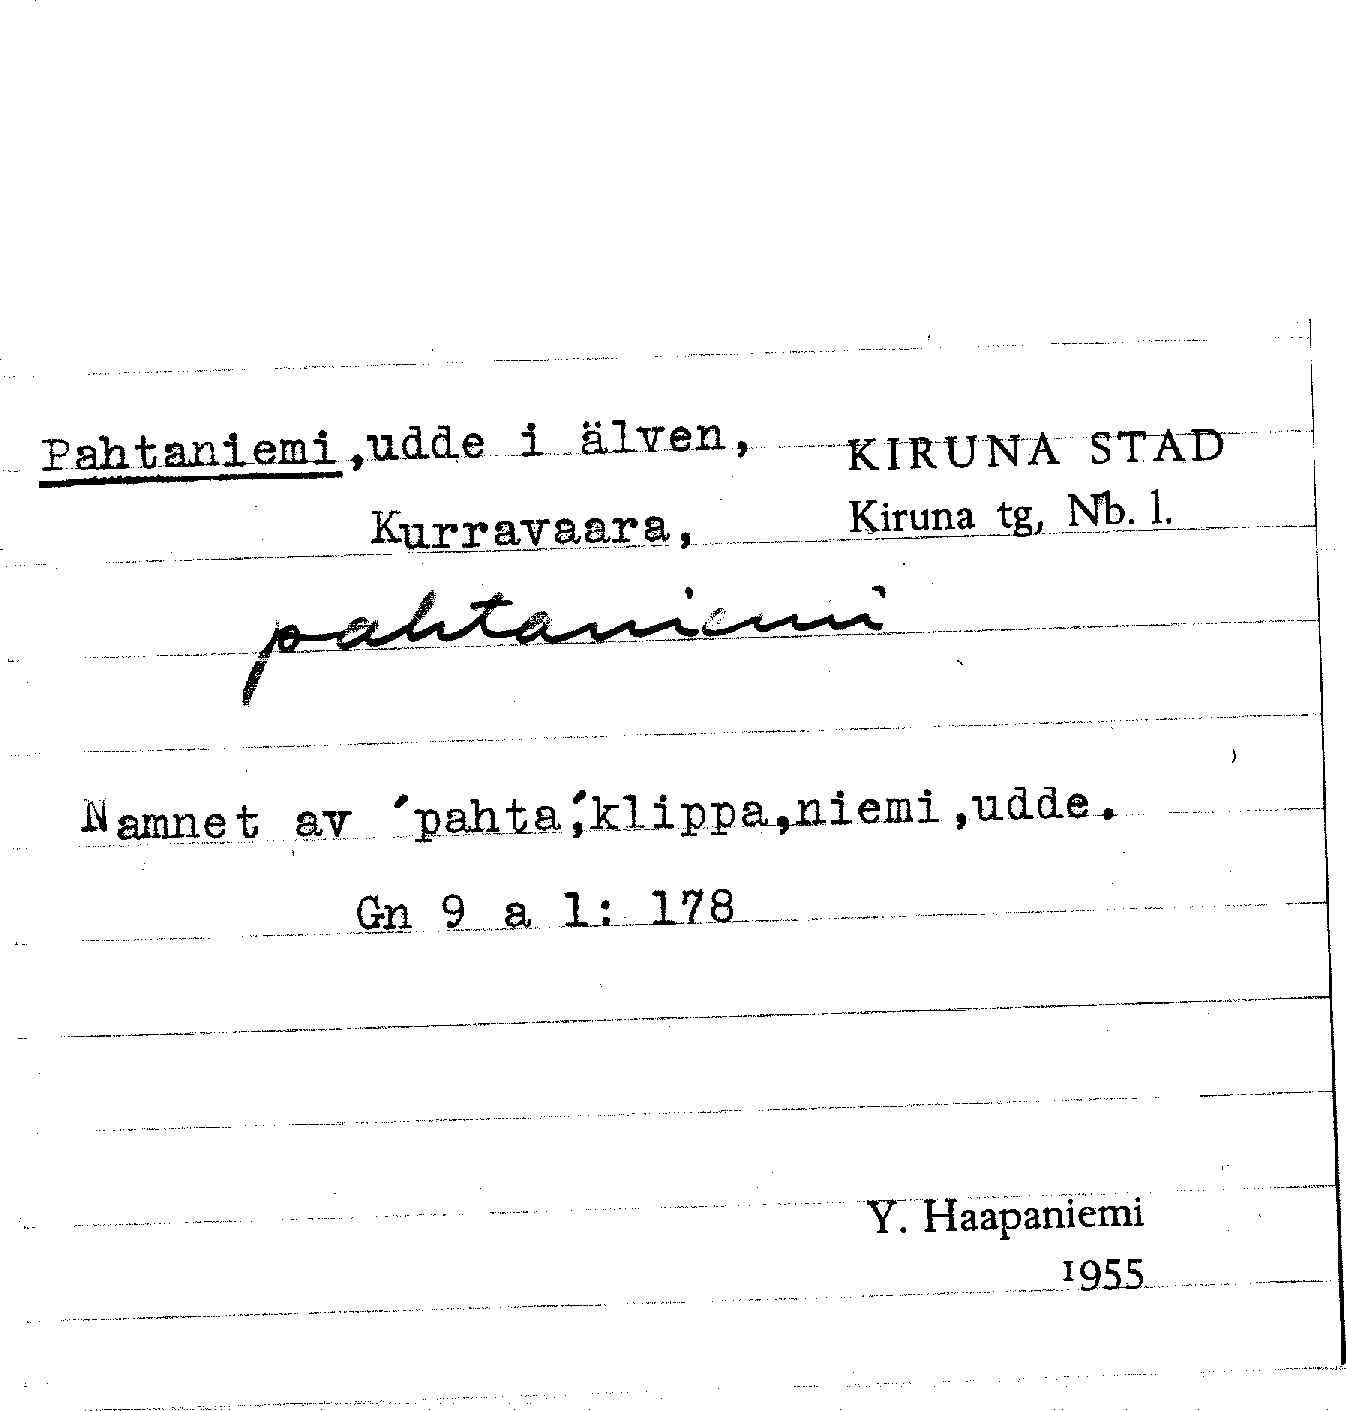 Pahtaniemi,udde i älven, KIRUNA STAD
Kurravaara, Kiruna tg, Nb. l.
pahtaniemi
Namnet av ´pahta´,klippa,niemi,udde.
Gn 9 a 1: 178
Y. Haapaniemi
1955